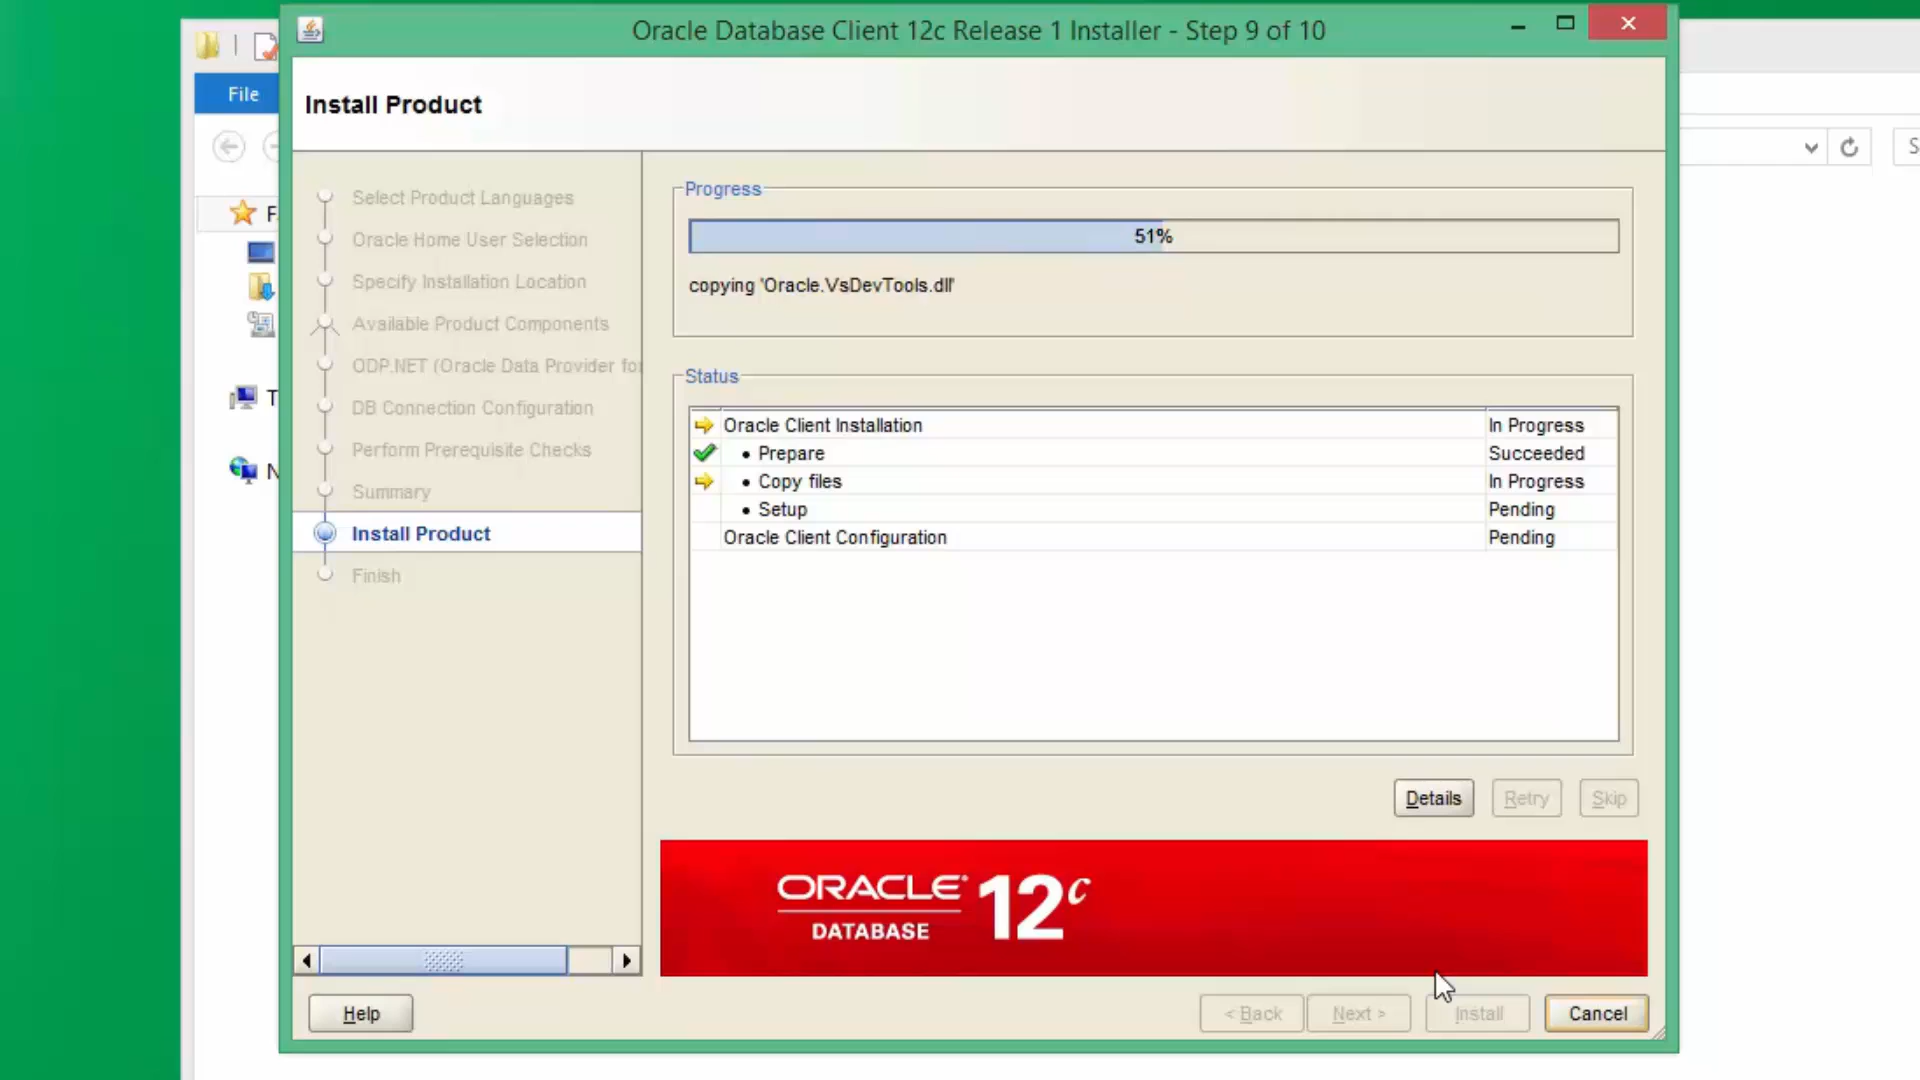 Oracle Database Client 12c Release 1 Installer - Step 9 of 10
File
Install Product
Select Product Languages
Oracle Home User Selection
Specify Installation Location
Available Product Components
ODP.NET (Oracle Data Provider for
DB Connection Configuration
Perform Prerequisite Checks
Summary
Install Product
Finish
Progress
51%
copying 'Oracle.VsDevTools.dll'
Status
Oracle Client Installation In Progress
• Prepare Succeeded
• Copy files In Progress
• Setup Pending
Oracle Client Configuration Pending
Details Retry Skip
ORACLE 12c
DATABASE
Help < Back Next > Install Cancel
F
T
N
S